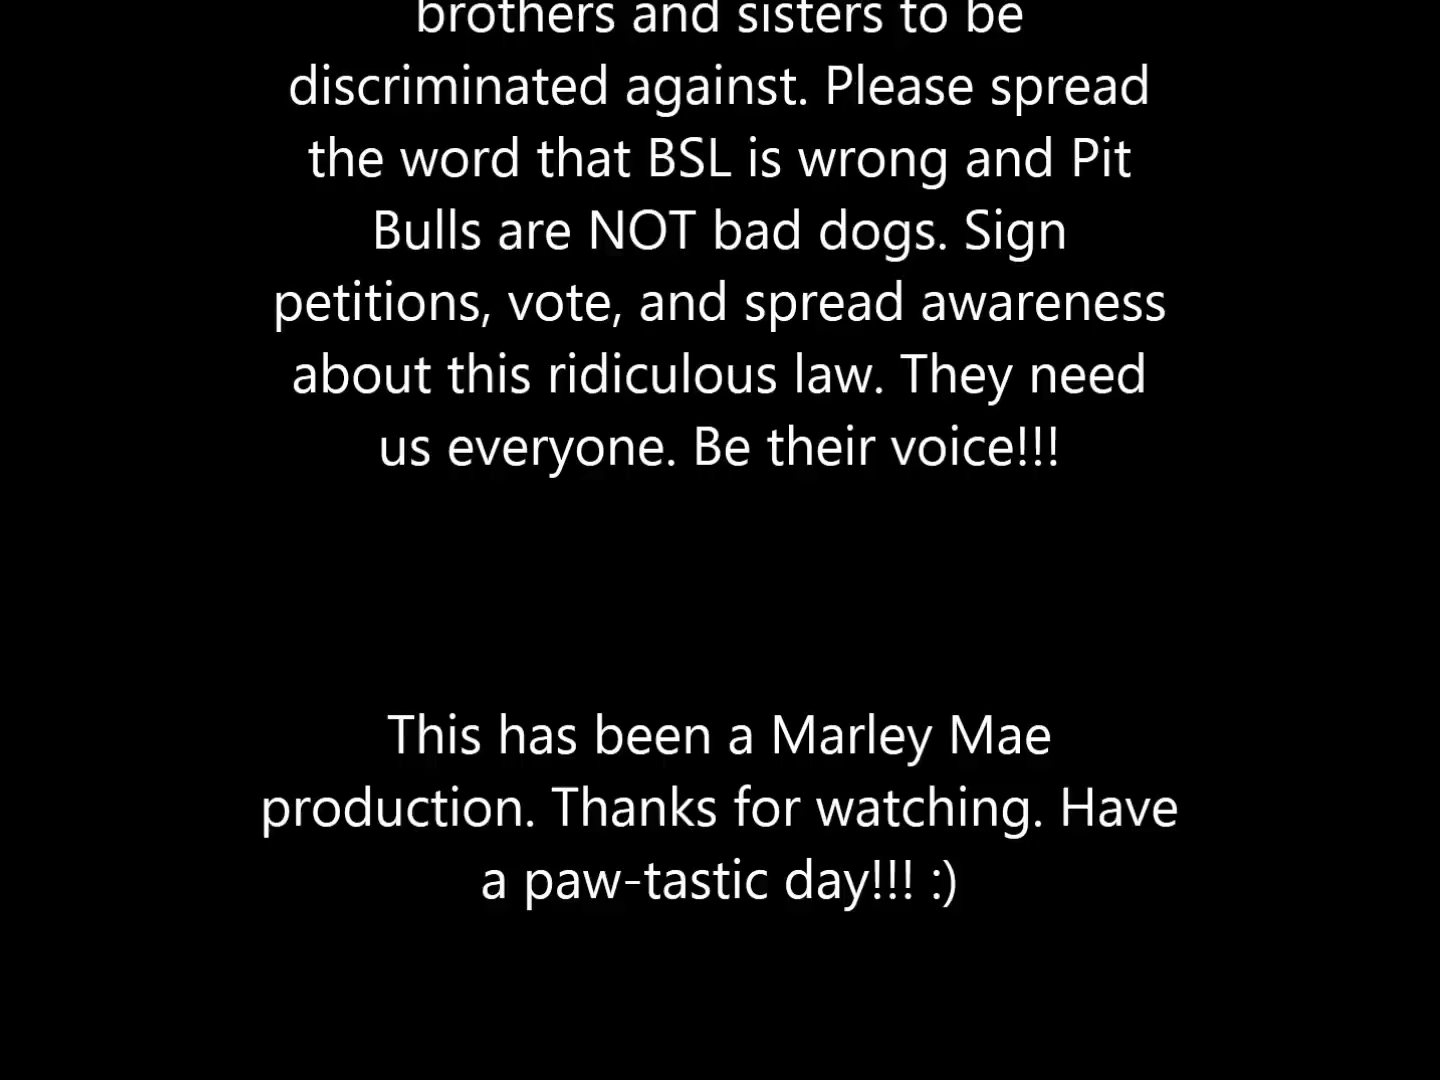 brothers and sisters to be
discriminated against. Please spread
the word that BSL is wrong and Pit
Bulls are NOT bad dogs. Sign
petitions, vote, and spread awareness
about this ridiculous law. They need
us everyone. Be their voice!!!
This has been a Marley Mae
production. Thanks for watching. Have
a paw-tastic day!!! :)